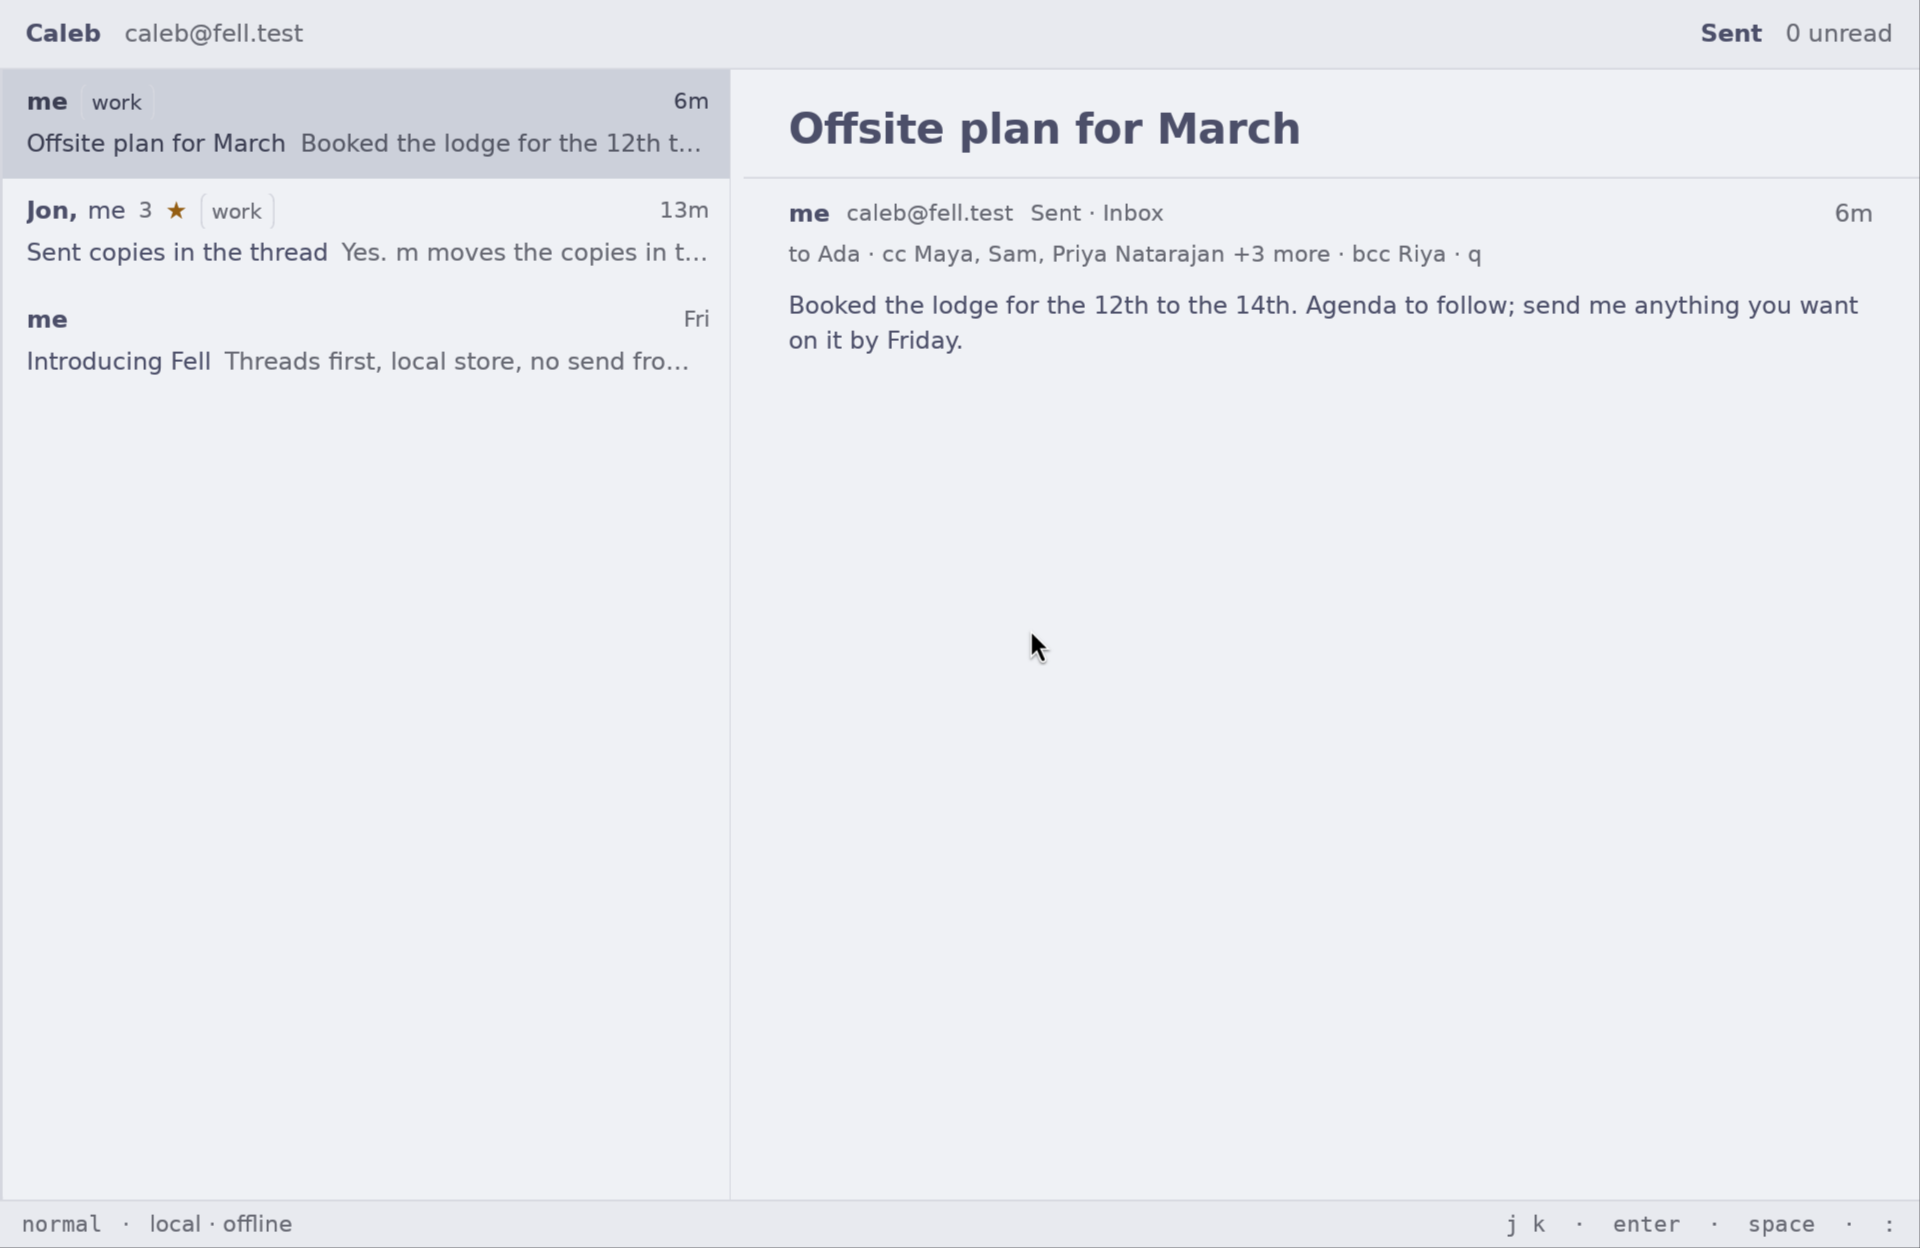 Caleb caleb@fell.test
Sent 0 unread
me work 6m
Offsite plan for March Booked the lodge for the 12th t…
Jon, me 3 ★ work 13m
Sent copies in the thread Yes. m moves the copies in t…
me Fri
Introducing Fell Threads first, local store, no send fro…
Offsite plan for March
me caleb@fell.test Sent · Inbox 6m
to Ada · cc Maya, Sam, Priya Natarajan +3 more · bcc Riya · q
Booked the lodge for the 12th to the 14th. Agenda to follow; send me anything you want
on it by Friday.
normal · local · offline
j k · enter · space · :